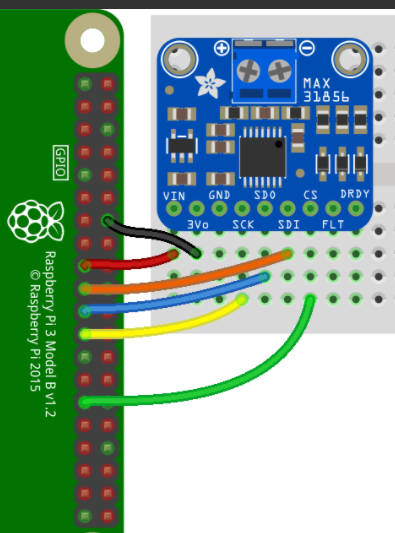 MAX
31856
VIN GND SDO CS DRDY
3Vo SCK SDI FLT
GPIO
Raspberry Pi 3 Model B v1.2
© Raspberry Pi 2015